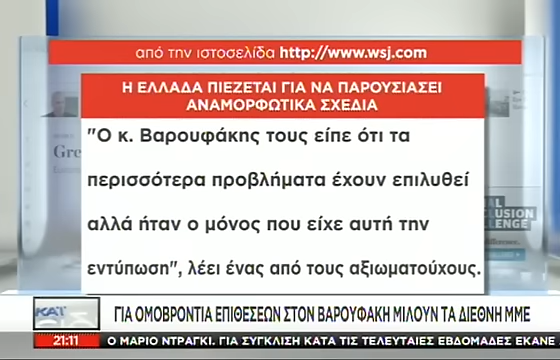 από την ιστοσελίδα http://www.wsj.com
Η ΕΛΛΑΔΑ ΠΙΕΖΕΤΑΙ ΓΙΑ ΝΑ ΠΑΡΟΥΣΙΑΣΕΙ
ΑΝΑΜΟΡΦΩΤΙΚΑ ΣΧΕΔΙΑ
"Ο κ. Βαρουφάκης τους είπε ότι τα
περισσότερα προβλήματα έχουν επιλυθεί
αλλά ήταν ο μόνος που είχε αυτή την
εντύπωση", λέει ένας από τους αξιωματούχους.
Gre
ΚΑΤ
ΓΙΑ ΟΜΟΒΡΟΝΤΙΑ ΕΠΙΘΕΣΕΩΝ ΣΤΟΝ ΒΑΡΟΥΦΑΚΗ ΜΙΛΟΥΝ ΤΑ ΔΙΕΘΝΗ ΜΜΕ
21:11 Ο ΜΑΡΙΟ ΝΤΡΑΓΚΙ. ΓΙΑ ΣΥΓΚΛΙΣΗ ΚΑΤΑ ΤΙΣ ΤΕΛΕΥΤΑΙΕΣ ΕΒΔΟΜΑΔΕΣ ΕΚΑΝΕ